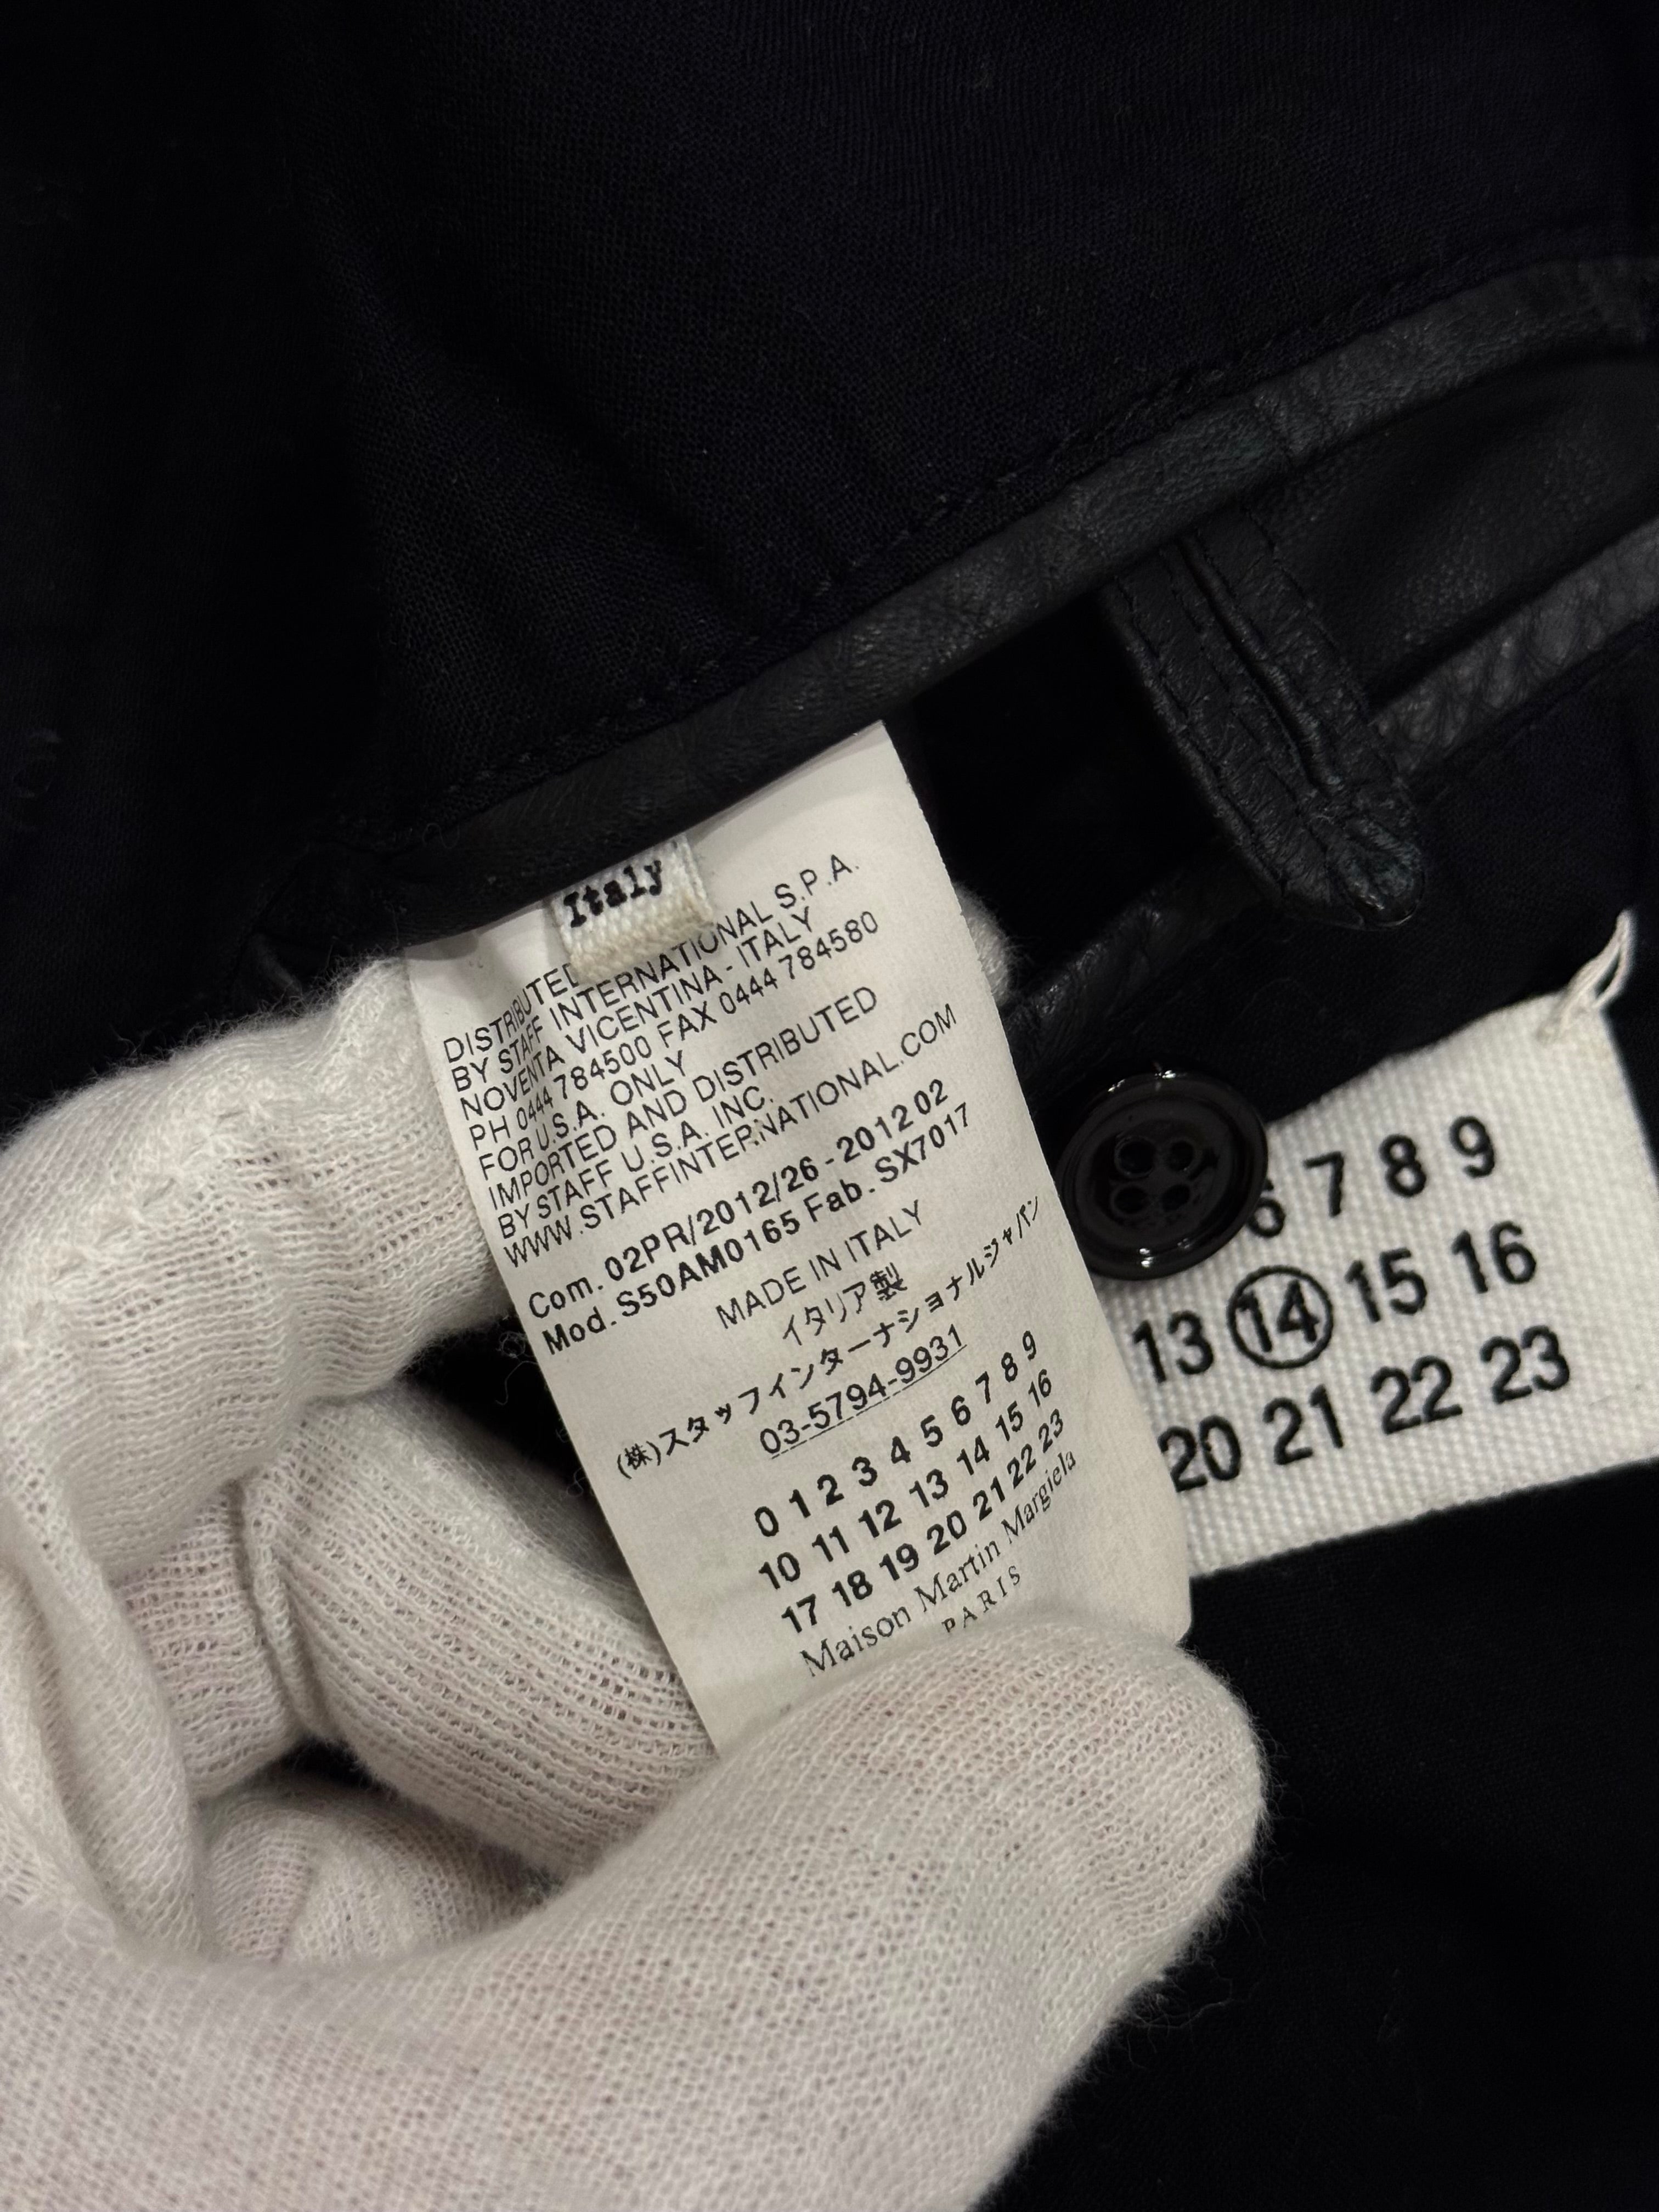 Italy
DISTRIBUTED
BY STAFF INTERNATIONAL S.P.A.
NOVENTA VICENTINA - ITALY
PH 0444 784500 FAX 0444 784580
FOR U.S.A. ONLY
IMPORTED AND DISTRIBUTED
BY STAFF U.S.A. INC.
WWW.STAFFINTERNATIONAL.COM
Com. 02PR/2012/26 - 2012 02
Mod. S50AM0165 Fab. SX7017
MADE IN ITALY
イタリア製
(株)スタッフインターナショナルジャパン
03-5794-9931
0 1 2 3 4 5 6 7 8 9
10 11 12 13 14 15 16
17 18 19 20 21 22 23
Maison Martin Margiela
PARIS
6 7 8 9
13 14 15 16
20 21 22 23